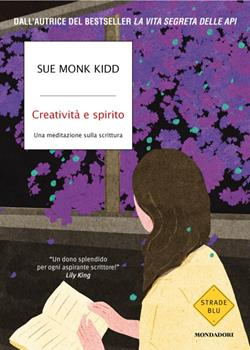 DALL'AUTRICE DEL BESTSELLER LA VITA SEGRETA DELLE API
SUE MONK KIDD
Creatività e spirito
Una meditazione sulla scrittura
"Un dono splendido
per ogni aspirante scrittore!"
Lily King
STRADE
BLU
MONDADORI